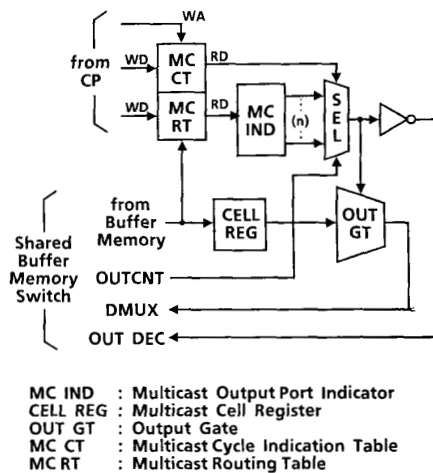 WA
from
CP
WD
MC
CT
RD
WD
MC
RT
RD
MC
IND
(n)
S
E
L
Shared
Buffer
Memory
Switch
from
Buffer
Memory
CELL
REG
OUT
GT
OUTCNT
DMUX
OUT DEC
MC IND : Multicast Output Port Indicator
CELL REG : Multicast Cell Register
OUT GT : Output Gate
MC CT : Multicast Cycle Indication Table
MC RT : Multicast Routing Table